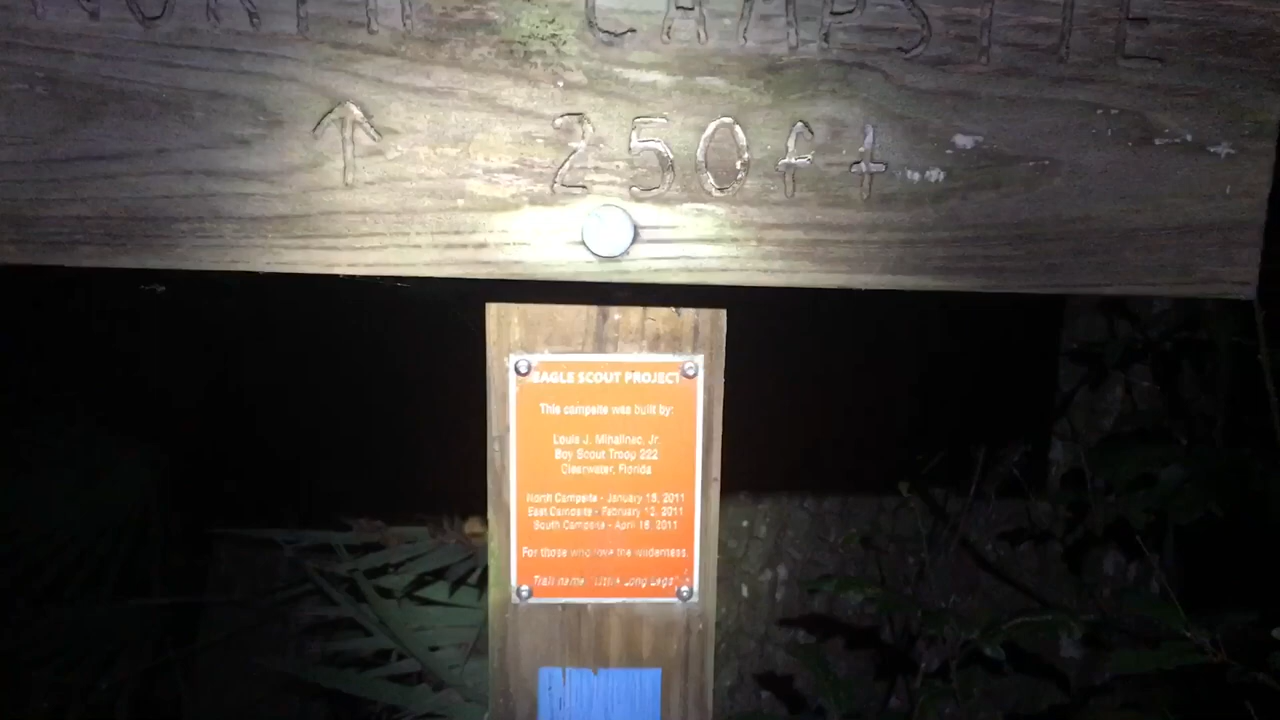 NORTH CAMPSITE
↑ 250ft
EAGLE SCOUT PROJECT
This campsite was built by:
Louis J. Mihalinec, Jr.
Boy Scout Troop 222
Clearwater, Florida
North Campsite - January 15, 2011
East Campsite - February 12, 2011
South Campsite - April 16, 2011
For those who love the wilderness.
Trail name: "Little Long Legs"